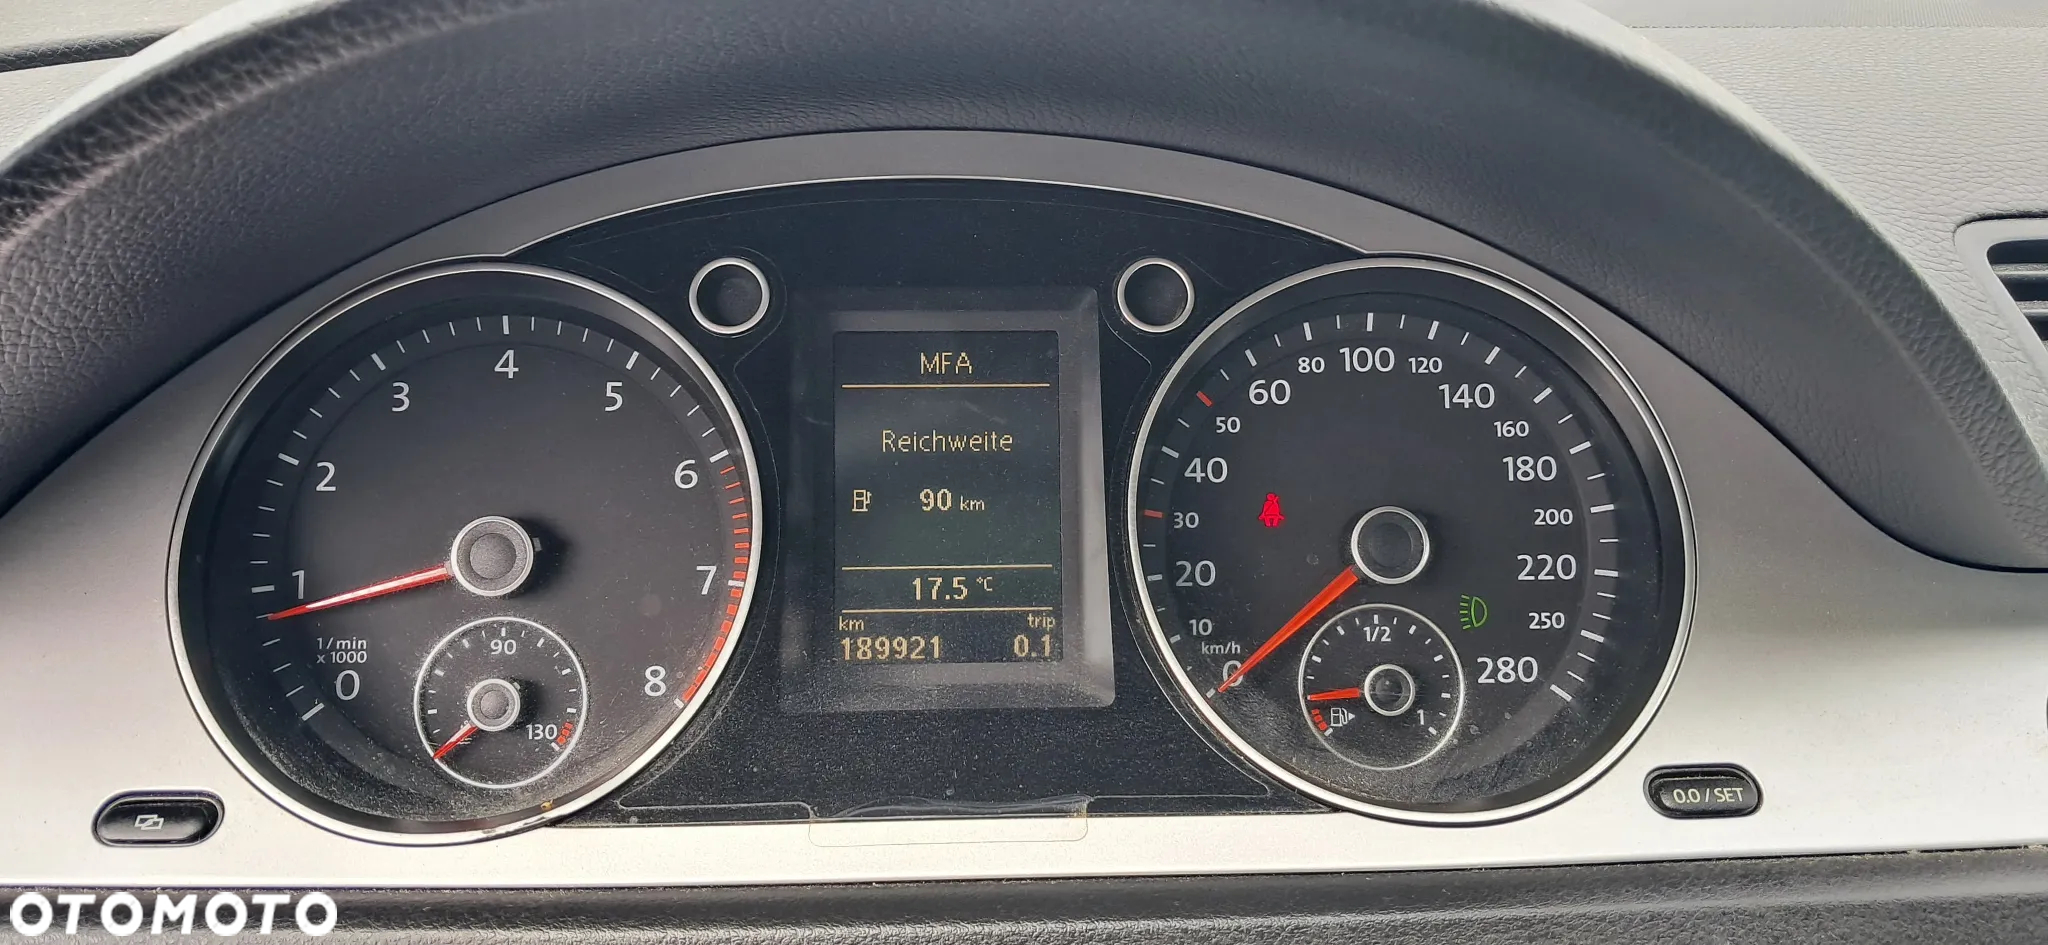 MFA
Reichweite
90 km
17.5 °C
km trip
189921 0.1
0 1 2 3 4 5 6 7 8
1/min
x 1000
90
130
0 10 20 30 40 50 60 80 100 120 140 160 180 200 220 250 280
km/h
1/2
1
0.0 / SET
OTOMOTO